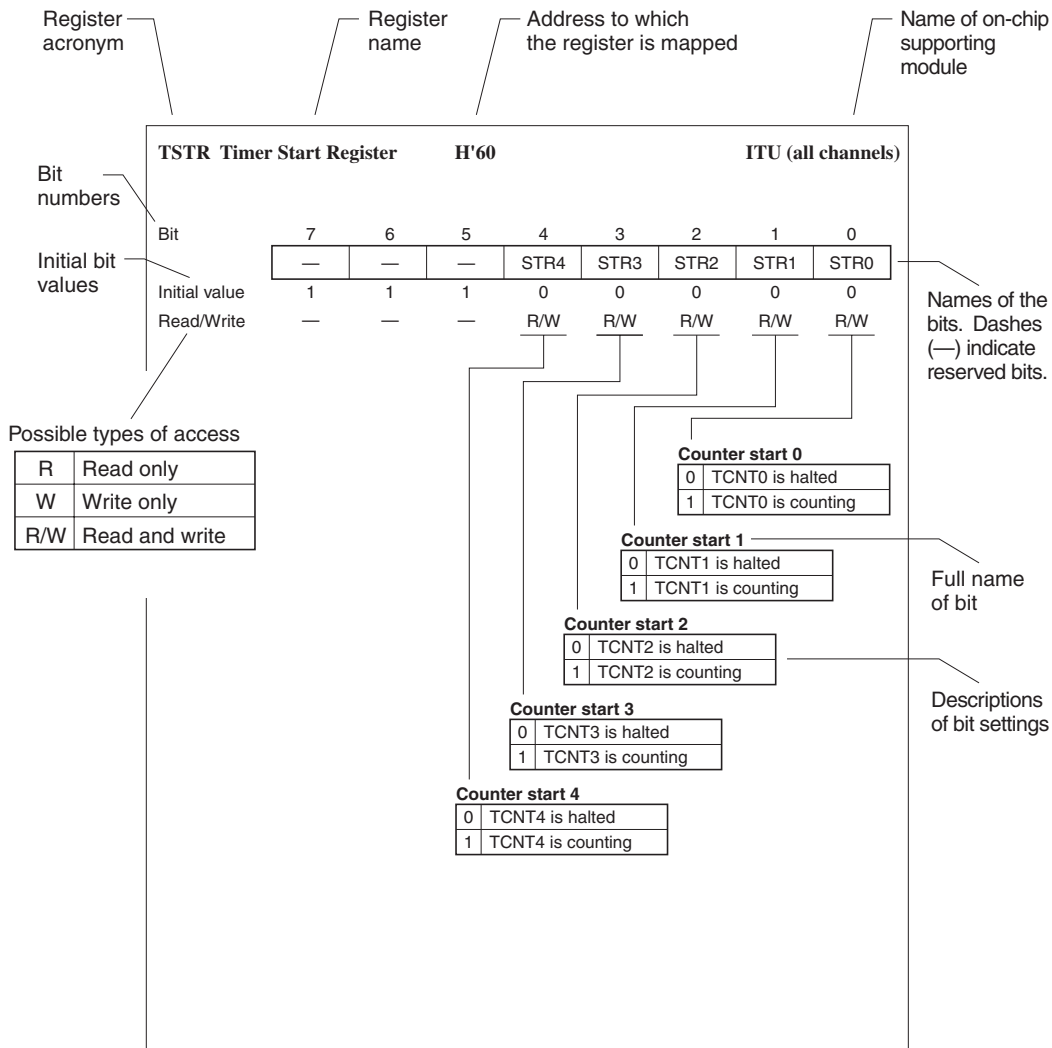 Register
acronym
Register
name
Address to which
the register is mapped
Name of on-chip
supporting
module
TSTR Timer Start Register H'60 ITU (all channels)
Bit
numbers
Bit 7 6 5 4 3 2 1 0
— — — STR4 STR3 STR2 STR1 STR0
Initial bit
values
Initial value 1 1 1 0 0 0 0 0
Read/Write — — — R/W R/W R/W R/W R/W
Names of the
bits. Dashes
(—) indicate
reserved bits.
Possible types of access
R Read only
W Write only
R/W Read and write
Counter start 0
0 TCNT0 is halted
1 TCNT0 is counting
Counter start 1
0 TCNT1 is halted
1 TCNT1 is counting
Full name
of bit
Counter start 2
0 TCNT2 is halted
1 TCNT2 is counting
Descriptions
of bit settings
Counter start 3
0 TCNT3 is halted
1 TCNT3 is counting
Counter start 4
0 TCNT4 is halted
1 TCNT4 is counting